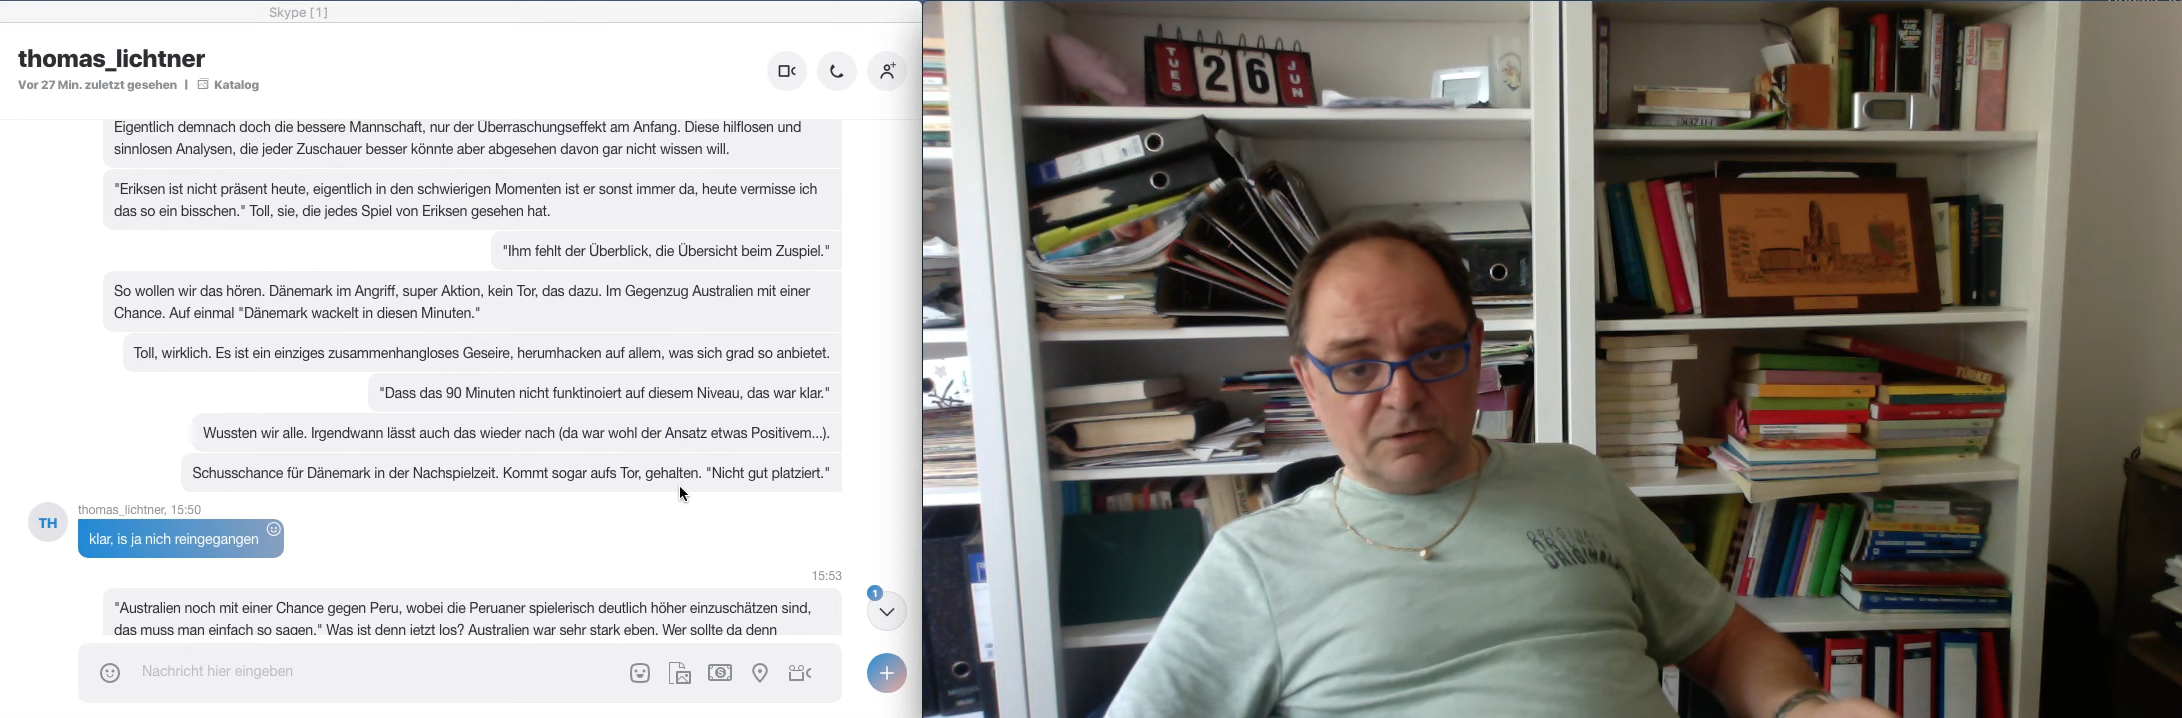 Skype [1]
thomas_lichtner
Vor 27 Min. zuletzt gesehen | Katalog
Eigentlich demnach doch die bessere Mannschaft, nur der Überraschungseffekt am Anfang. Diese hilflosen und
sinnlosen Analysen, die jeder Zuschauer besser könnte aber abgesehen davon gar nicht wissen will.
"Eriksen ist nicht präsent heute, eigentlich in den schwierigen Momenten ist er sonst immer da, heute vermisse ich
das so ein bisschen." Toll, sie, die jedes Spiel von Eriksen gesehen hat.
"Ihm fehlt der Überblick, die Übersicht beim Zuspiel."
So wollen wir das hören. Dänemark im Angriff, super Aktion, kein Tor, das dazu. Im Gegenzug Australien mit einer
Chance. Auf einmal "Dänemark wackelt in diesen Minuten."
Toll, wirklich. Es ist ein einziges zusammenhangloses Geseire, herumhacken auf allem, was sich grad so anbietet.
"Dass das 90 Minuten nicht funktinoiert auf diesem Niveau, das war klar."
Wussten wir alle. Irgendwann lässt auch das wieder nach (da war wohl der Ansatz etwas Positivem...).
Schusschance für Dänemark in der Nachspielzeit. Kommt sogar aufs Tor, gehalten. "Nicht gut platziert."
TH
thomas_lichtner, 15:50
klar, is ja nich reingegangen
15:53
"Australien noch mit einer Chance gegen Peru, wobei die Peruaner spielerisch deutlich höher einzuschätzen sind,
das muss man einfach so sagen." Was ist denn jetzt los? Australien war sehr stark eben. Wer sollte da denn
1
Nachricht hier eingeben
TUES 26 JUN
TÜRKEI
ORIGINAL
ORIGINAL
ORIGINAL